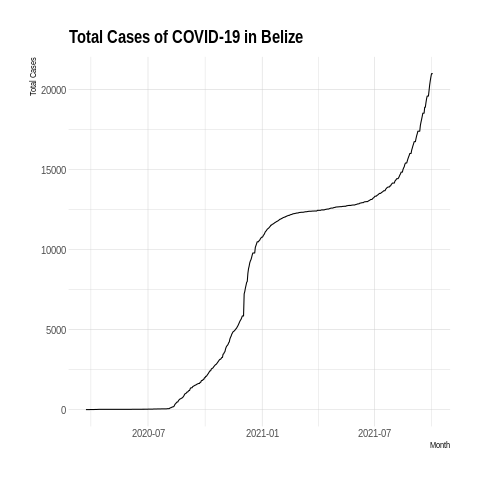 Total Cases of COVID-19 in Belize
Total Cases
20000
15000
10000
5000
0
2020-07
2021-01
2021-07
Month